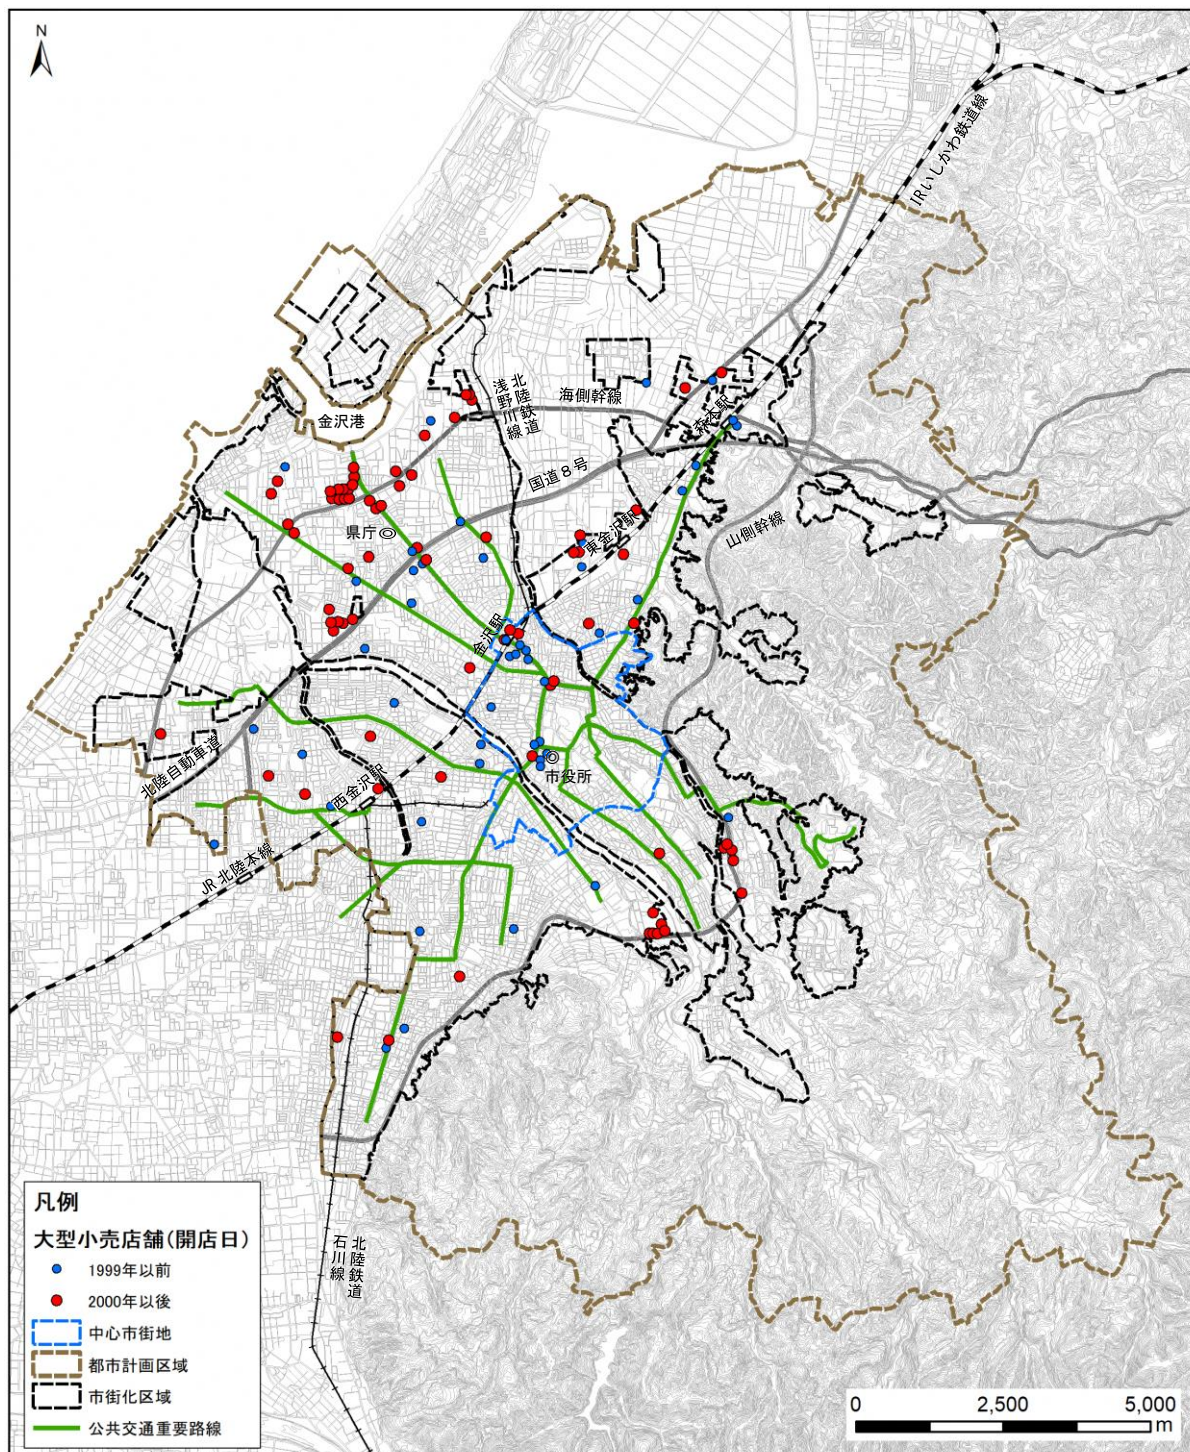 N
IRいしかわ鉄道線
金沢港
北陸鉄道
浅野川線
海側幹線
森本駅
国道8号
県庁
東金沢駅
山側幹線
金沢駅
北陸自動車道
市役所
西金沢駅
JR北陸本線
北陸鉄道
石川線
凡例
大型小売店舗(開店日)
1999年以前
2000年以後
中心市街地
都市計画区域
市街化区域
公共交通重要路線
0 2,500 5,000
m